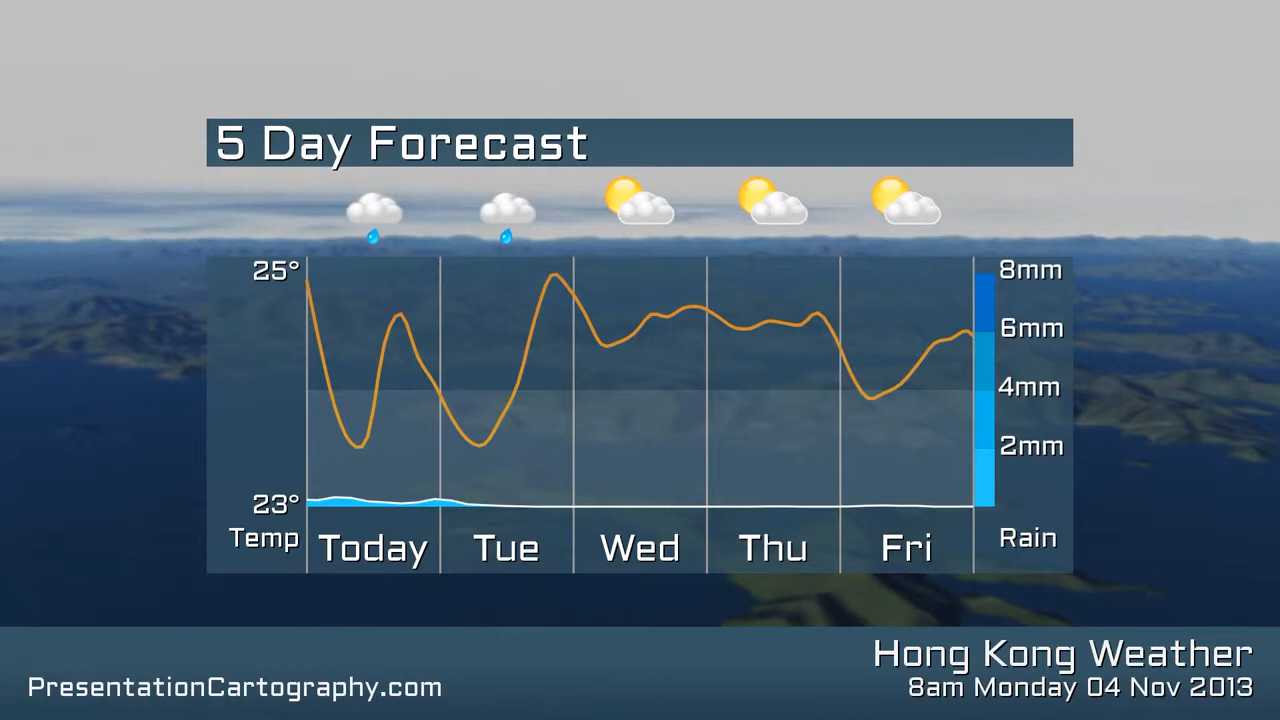 5 Day Forecast
25°
8mm
6mm
4mm
2mm
23°
Temp
Today
Tue
Wed
Thu
Fri
Rain
Hong Kong Weather
PresentationCartography.com
8am Monday 04 Nov 2013